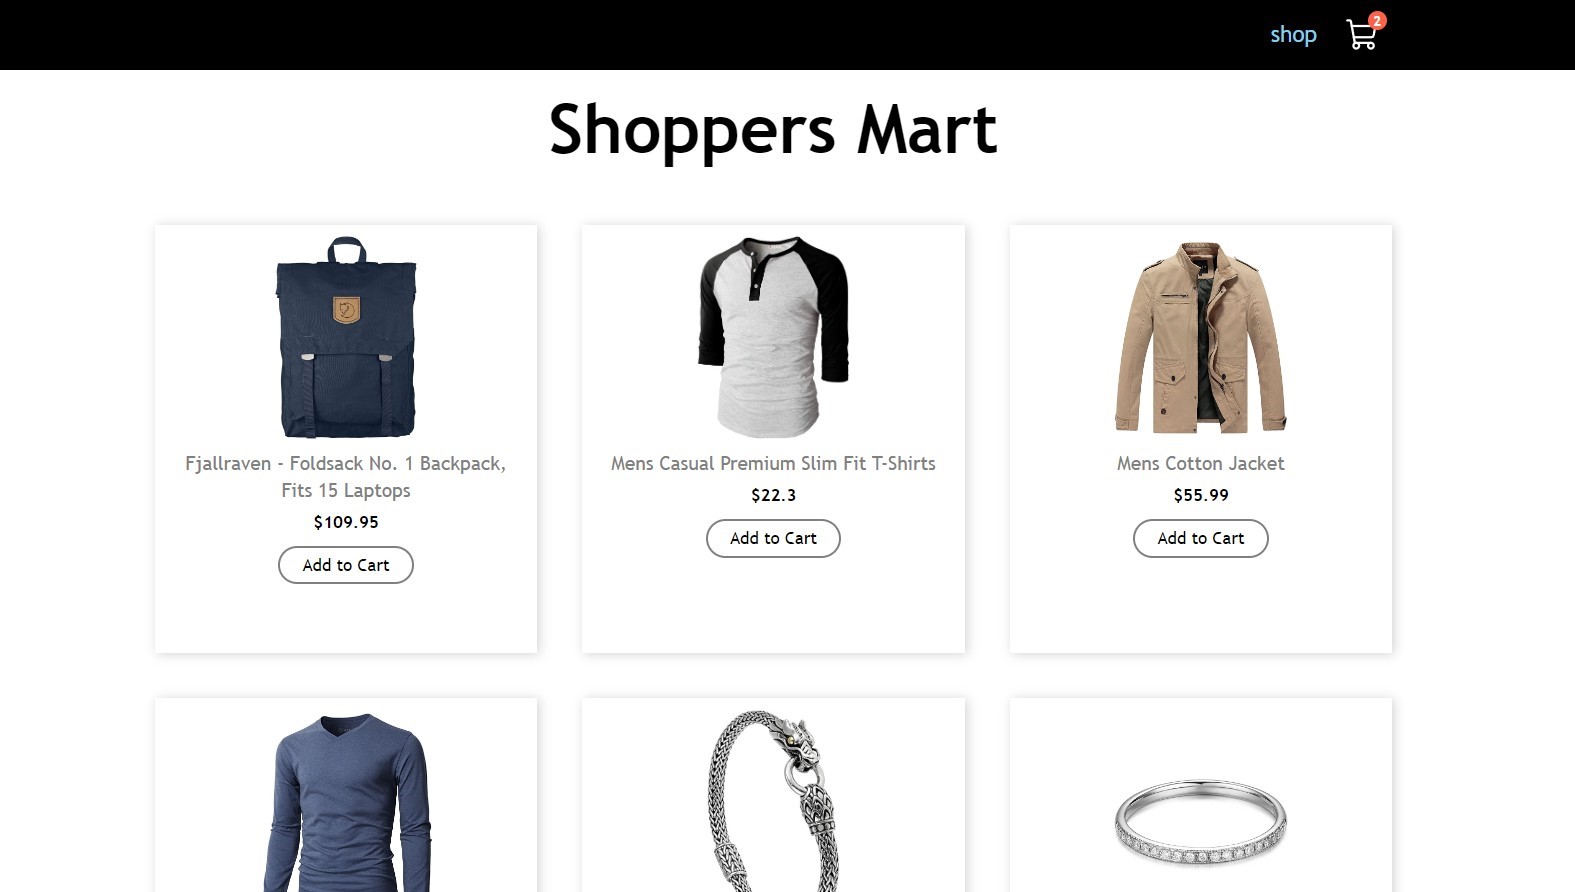 shop
2
Shoppers Mart
Fjallraven - Foldsack No. 1 Backpack,
Fits 15 Laptops
$109.95
Add to Cart
Mens Casual Premium Slim Fit T-Shirts
$22.3
Add to Cart
Mens Cotton Jacket
$55.99
Add to Cart